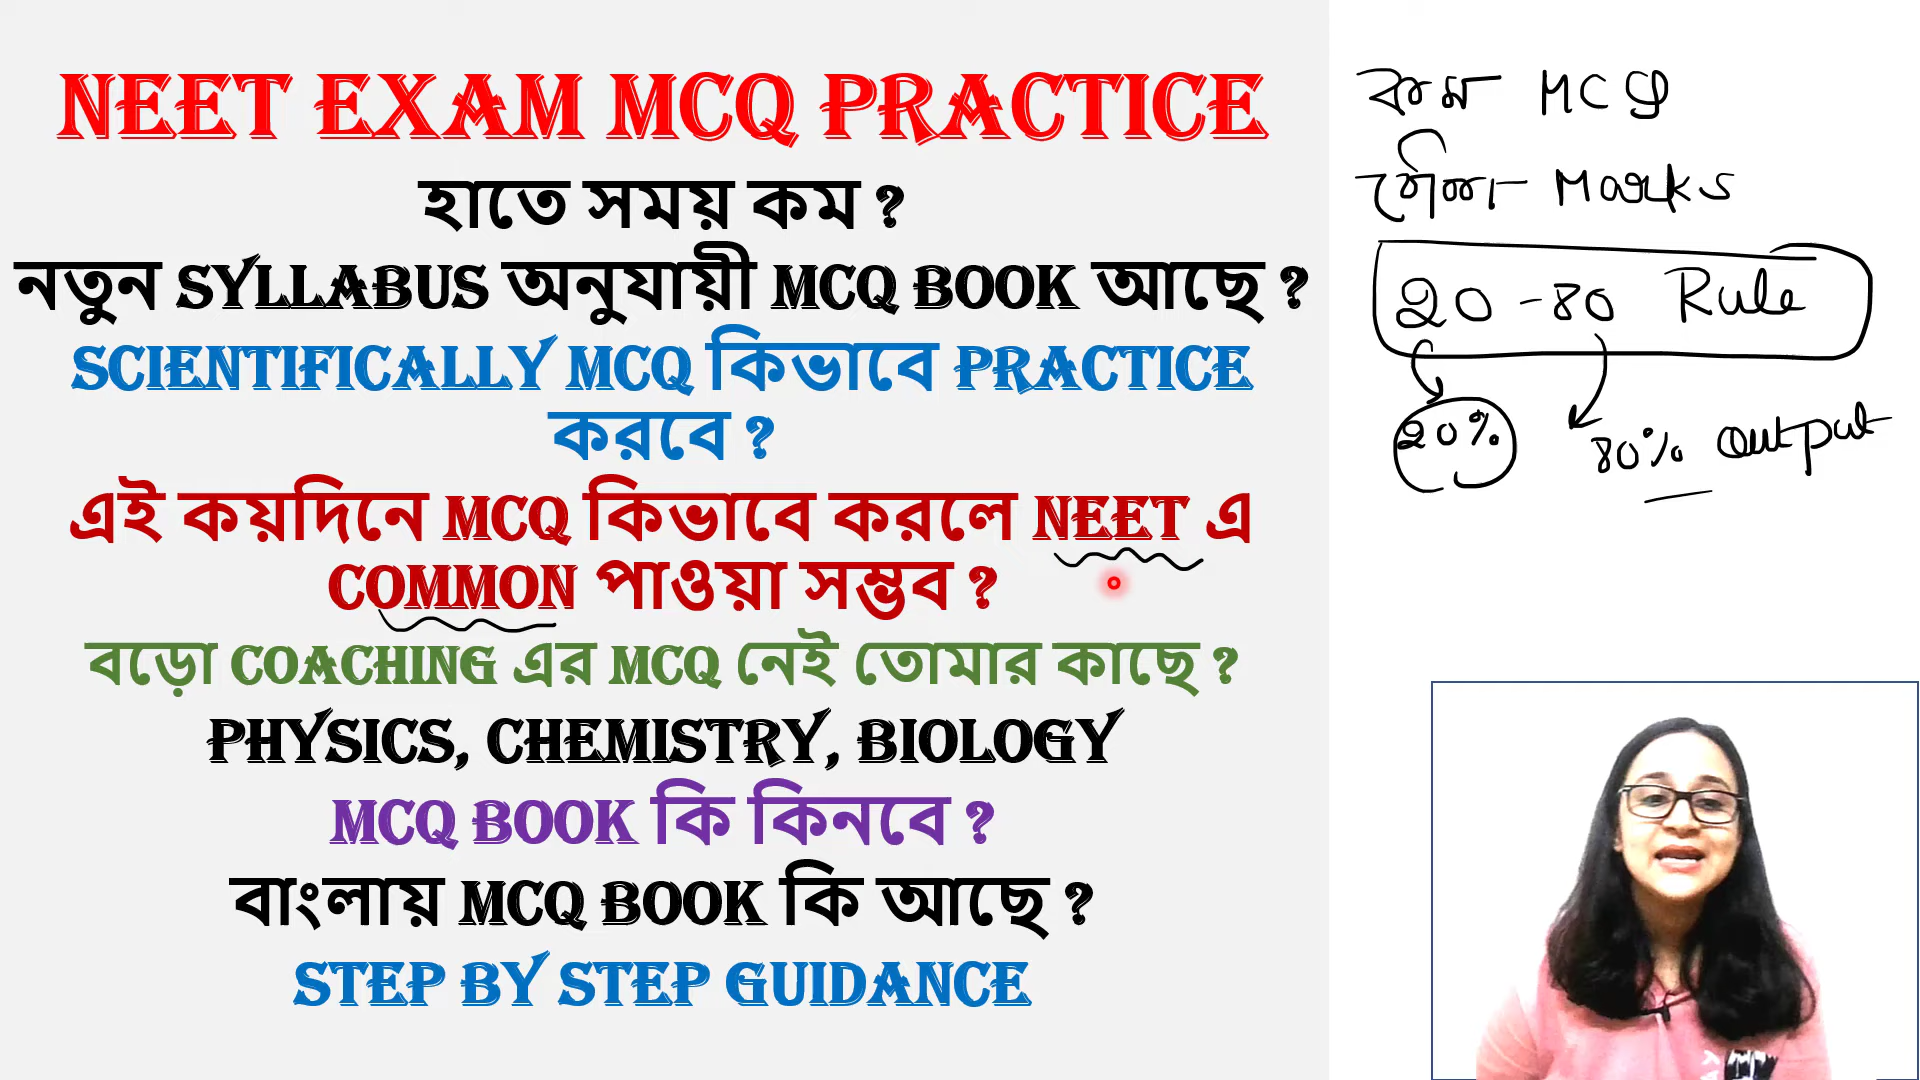 NEET EXAM MCQ PRACTICE
হাতে সময় কম ?
নতুন SYLLABUS অনুযায়ী MCQ BOOK আছে ?
SCIENTIFICALLY MCQ কিভাবে PRACTICE
করবে ?
এই কয়দিনে MCQ কিভাবে করলে NEET এ
COMMON পাওয়া সম্ভব ?
বড়ো COACHING এর MCQ নেই তোমার কাছে ?
PHYSICS, CHEMISTRY, BIOLOGY
MCQ BOOK কি কিনবে ?
বাংলায় MCQ BOOK কি আছে ?
STEP BY STEP GUIDANCE
কম MCQ
বেশি Marks
20-80 Rule
20%
80% output